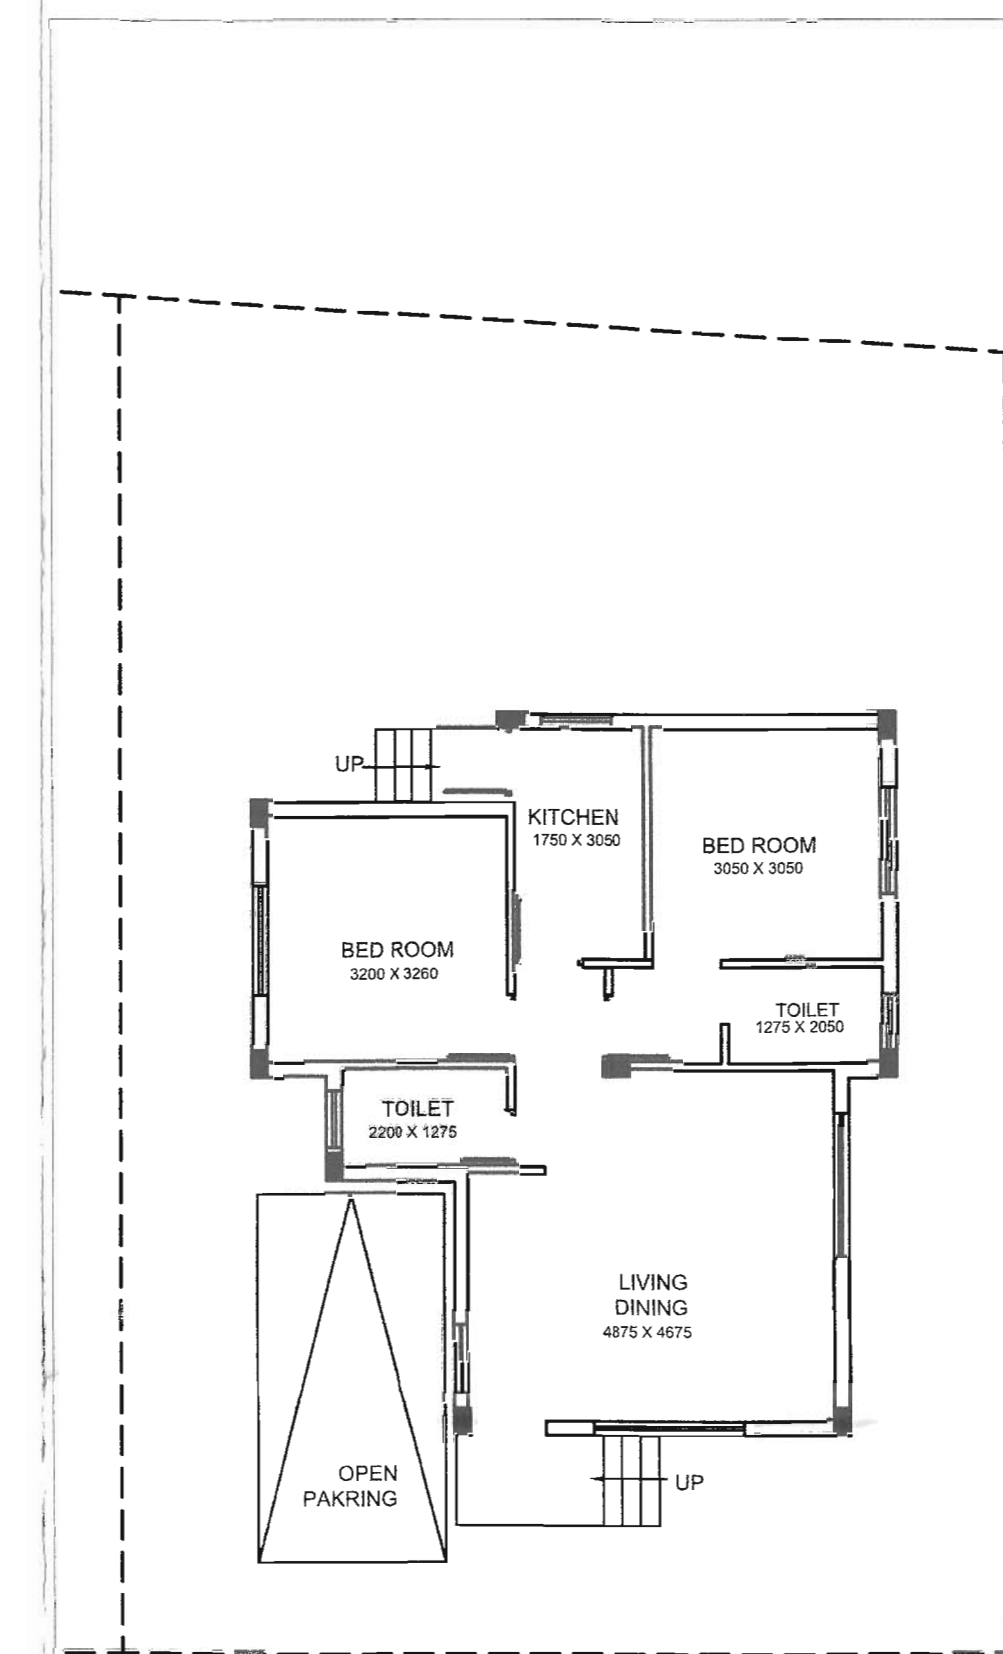 UP
KITCHEN
1750 X 3050
BED ROOM
3050 X 3050
BED ROOM
3200 X 3260
TOILET
1275 X 2050
TOILET
2200 X 1275
LIVING
DINING
4875 X 4675
OPEN
PAKRING
UP